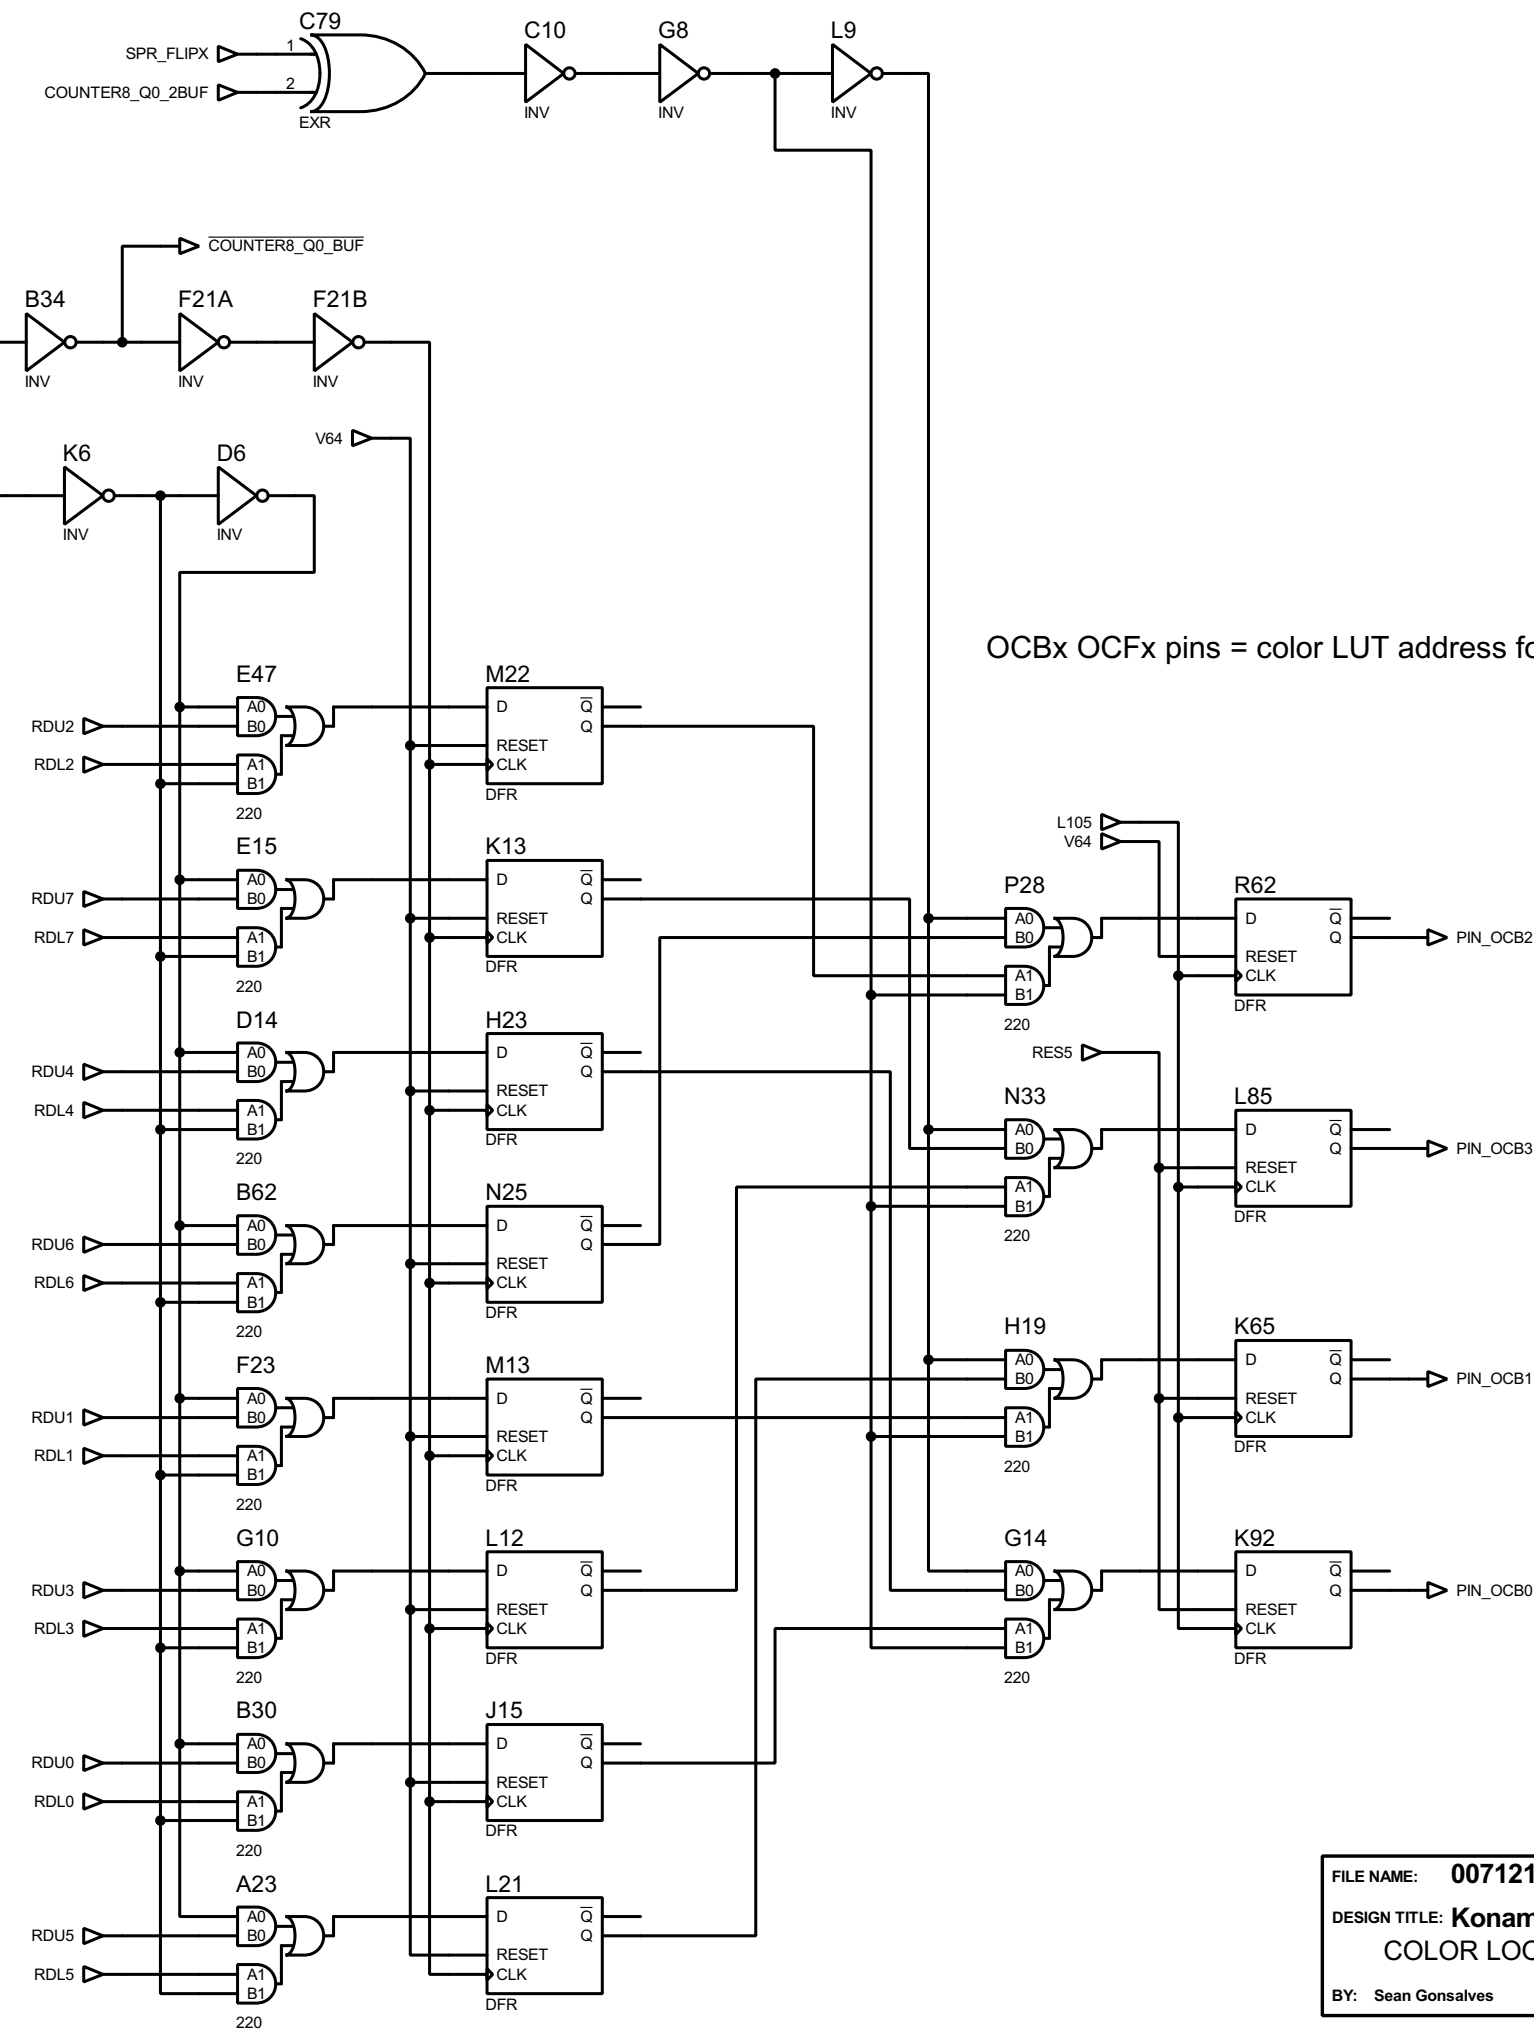 C79
SPR_FLIPX
1
COUNTER8_Q0_2BUF
2
EXR
C10
INV
G8
INV
L9
INV
COUNTER8_Q0_BUF
B34
INV
F21A
INV
F21B
INV
V64
K6
INV
D6
INV
OCBx OCFx pins = color LUT address fo
E47
RDU2
RDL2
A0
B0
A1
B1
220
M22
D
Q
Q
RESET
CLK
DFR
E15
RDU7
RDL7
A0
B0
A1
B1
220
K13
D
Q
Q
RESET
CLK
DFR
D14
RDU4
RDL4
A0
B0
A1
B1
220
H23
D
Q
Q
RESET
CLK
DFR
B62
RDU6
RDL6
A0
B0
A1
B1
220
N25
D
Q
Q
RESET
CLK
DFR
F23
RDU1
RDL1
A0
B0
A1
B1
220
M13
D
Q
Q
RESET
CLK
DFR
G10
RDU3
RDL3
A0
B0
A1
B1
220
L12
D
Q
Q
RESET
CLK
DFR
B30
RDU0
RDL0
A0
B0
A1
B1
220
J15
D
Q
Q
RESET
CLK
DFR
A23
RDU5
RDL5
A0
B0
A1
B1
220
L21
D
Q
Q
RESET
CLK
DFR
L105
V64
P28
A0
B0
A1
B1
220
R62
D
Q
Q
RESET
CLK
DFR
PIN_OCB2
RES5
N33
A0
B0
A1
B1
220
L85
D
Q
Q
RESET
CLK
DFR
PIN_OCB3
H19
A0
B0
A1
B1
220
K65
D
Q
Q
RESET
CLK
DFR
PIN_OCB1
G14
A0
B0
A1
B1
220
K92
D
Q
Q
RESET
CLK
DFR
PIN_OCB0
FILE NAME: 007121
DESIGN TITLE: Konam
COLOR LOO
BY: Sean Gonsalves